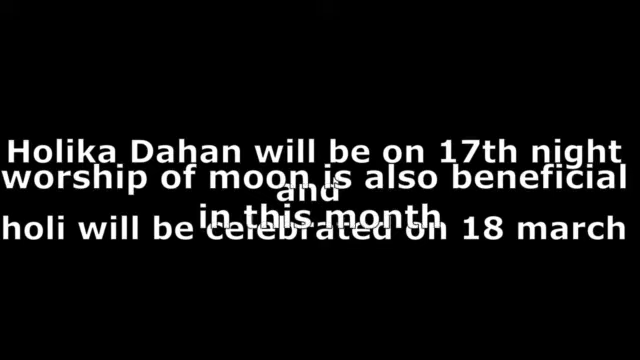 Holika Dahan will be on 17th night
worship of moon is also beneficial
and
in this month
holi will be celebrated on 18 march